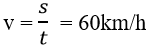 v = s/t = 60km/h